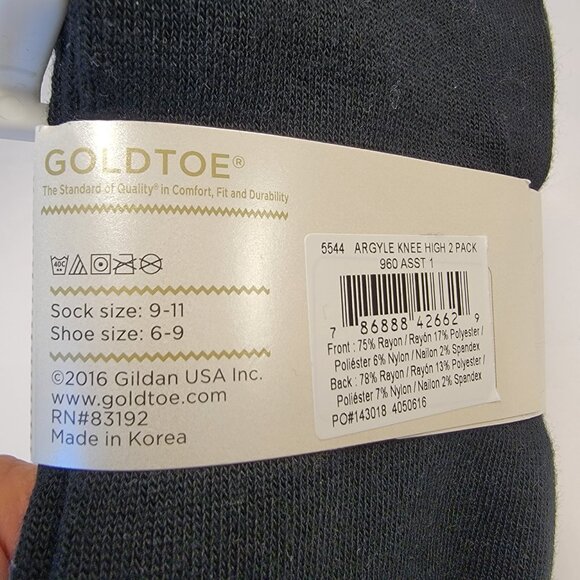 GOLDTOE®
The Standard of Quality® in Comfort, Fit and Durability
40C
Sock size: 9-11
Shoe size: 6-9
©2016 Gildan USA Inc.
www.goldtoe.com
RN#83192
Made in Korea
5544 ARGYLE KNEE HIGH 2 PACK
960 ASST 1
7 86888 42662 9
Front : 75% Rayon / Rayón 17% Polyester /
Poliéster 6% Nylon / Nailon 2% Spandex
Back : 78% Rayon / Rayón 13% Polyester /
Poliéster 7% Nylon / Nailon 2% Spandex
PO#143018 4050616